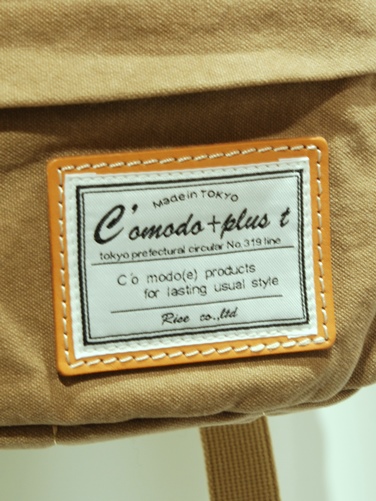 Made in TOKYO
C'omodo+plus t
tokyo prefectural circular No.319 line
C'o modo(e) products
for lasting usual style
Rise co.,ltd